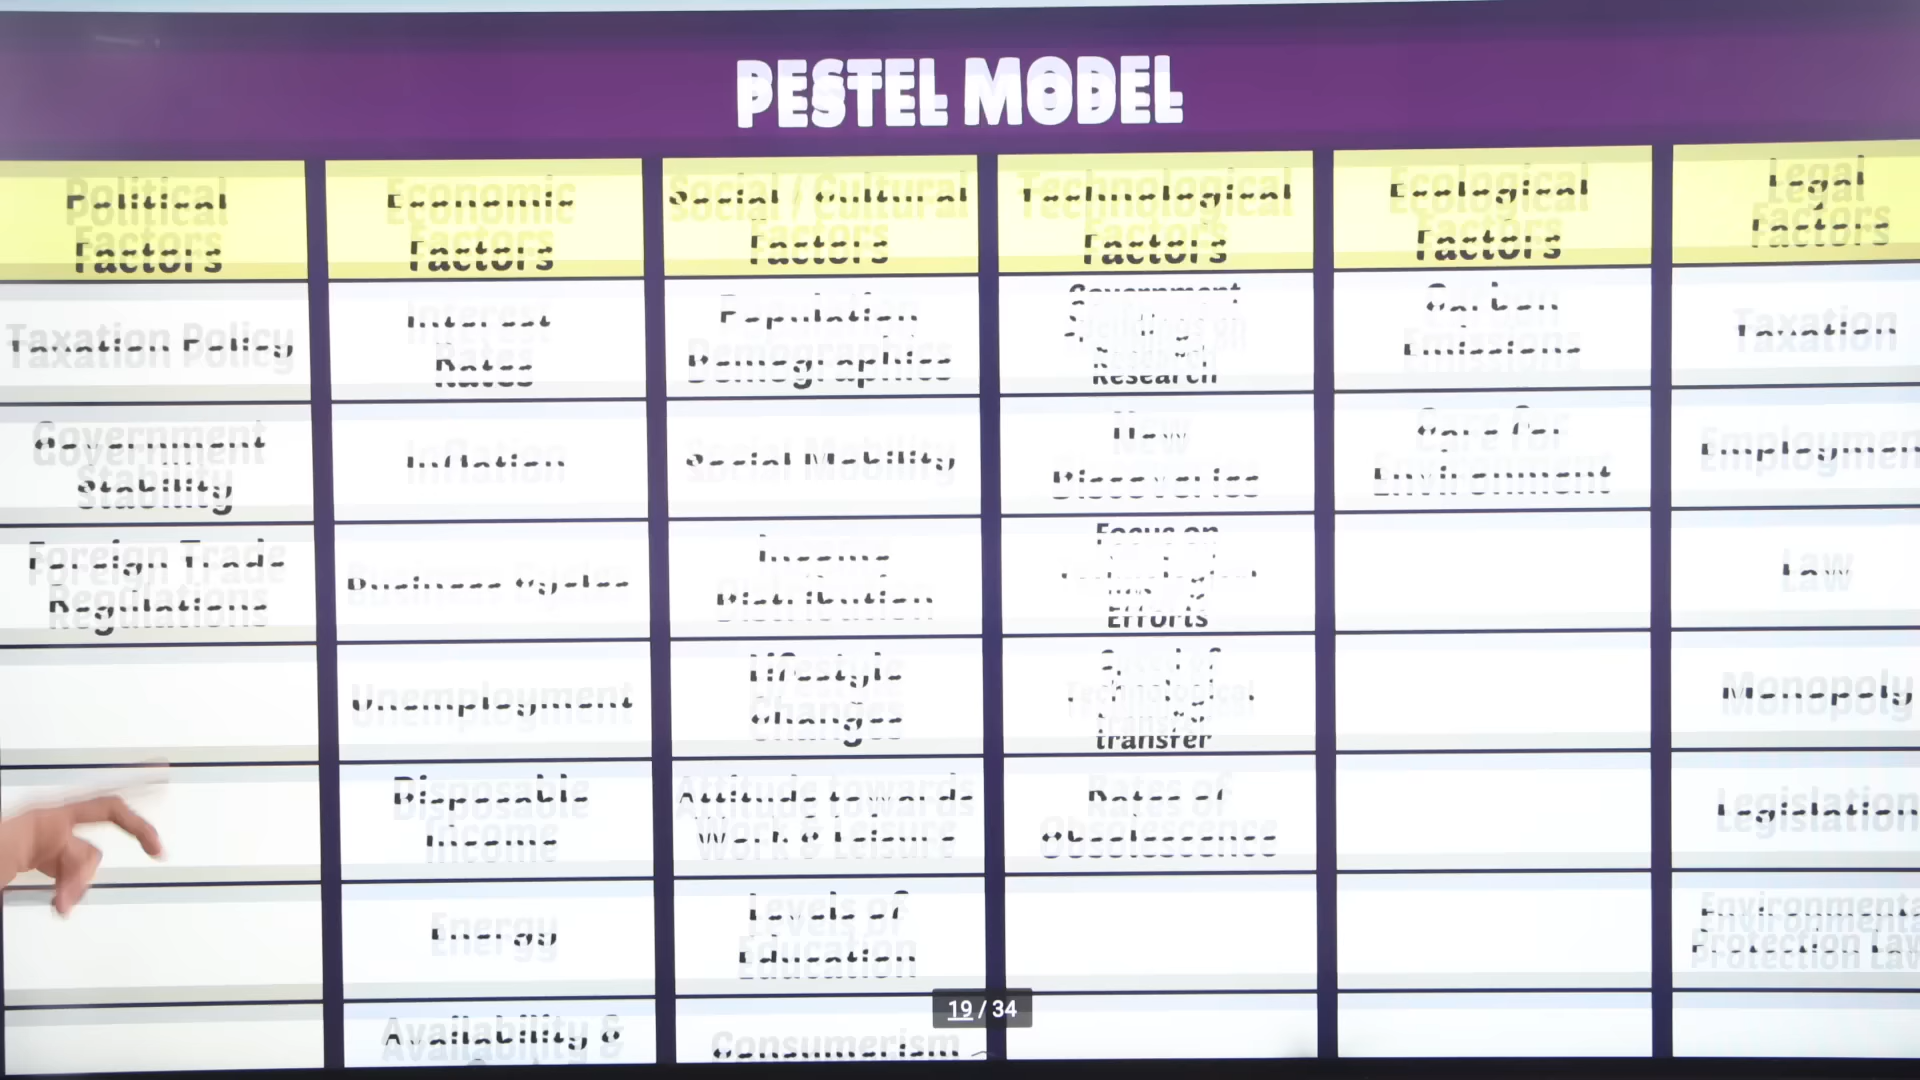 PESTEL MODEL
Political
Factors
Economic
Factors
Social / Cultural
Factors
Technological
Factors
Ecological
Factors
Legal
Factors
Taxation Policy
Interest
Rates
Population
Demographics
Government
Research
Carbon
Emissions
Taxation
Government
Stability
Inflation
Social Mobility
New
Discoveries
Care for
Environment
Employmen
Foreign Trade
Regulations
Business Cycles
Income
Distribution
Focus on
Technological
Efforts
Law
Unemployment
Lifestyle
Changes
Speed of
Technological
transfer
Monopoly
Disposable
Income
Attitude towards
Work & Leisure
Rates of
Obsolescence
Legislation
Energy
Levels of
Education
Environmenta
Protection Law
Availability &
Consumerism
19 / 34